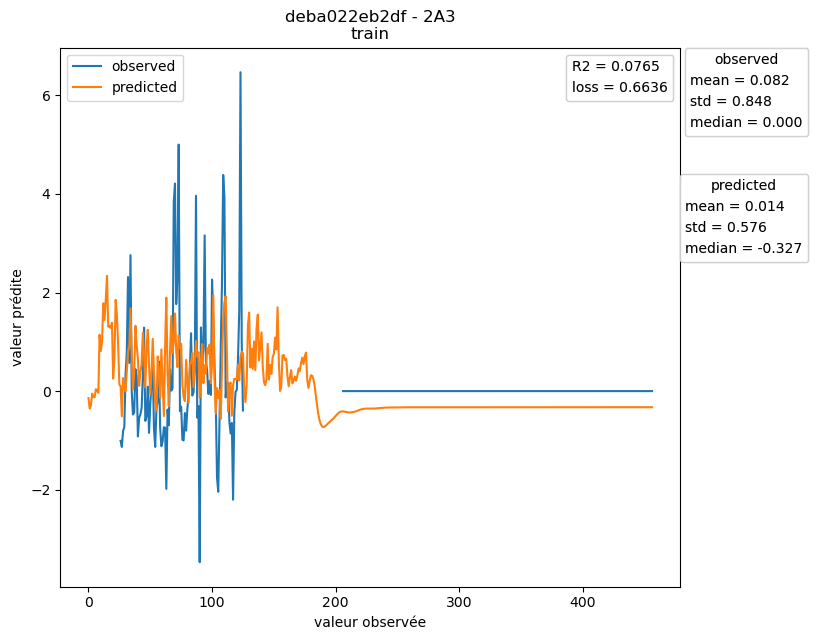 deba022eb2df - 2A3
train
observed
predicted
R2 = 0.0765
loss = 0.6636
observed
mean = 0.082
std = 0.848
median = 0.000
predicted
mean = 0.014
std = 0.576
median = -0.327
valeur prédite
6
4
2
0
−2
0 100 200 300 400
valeur observée